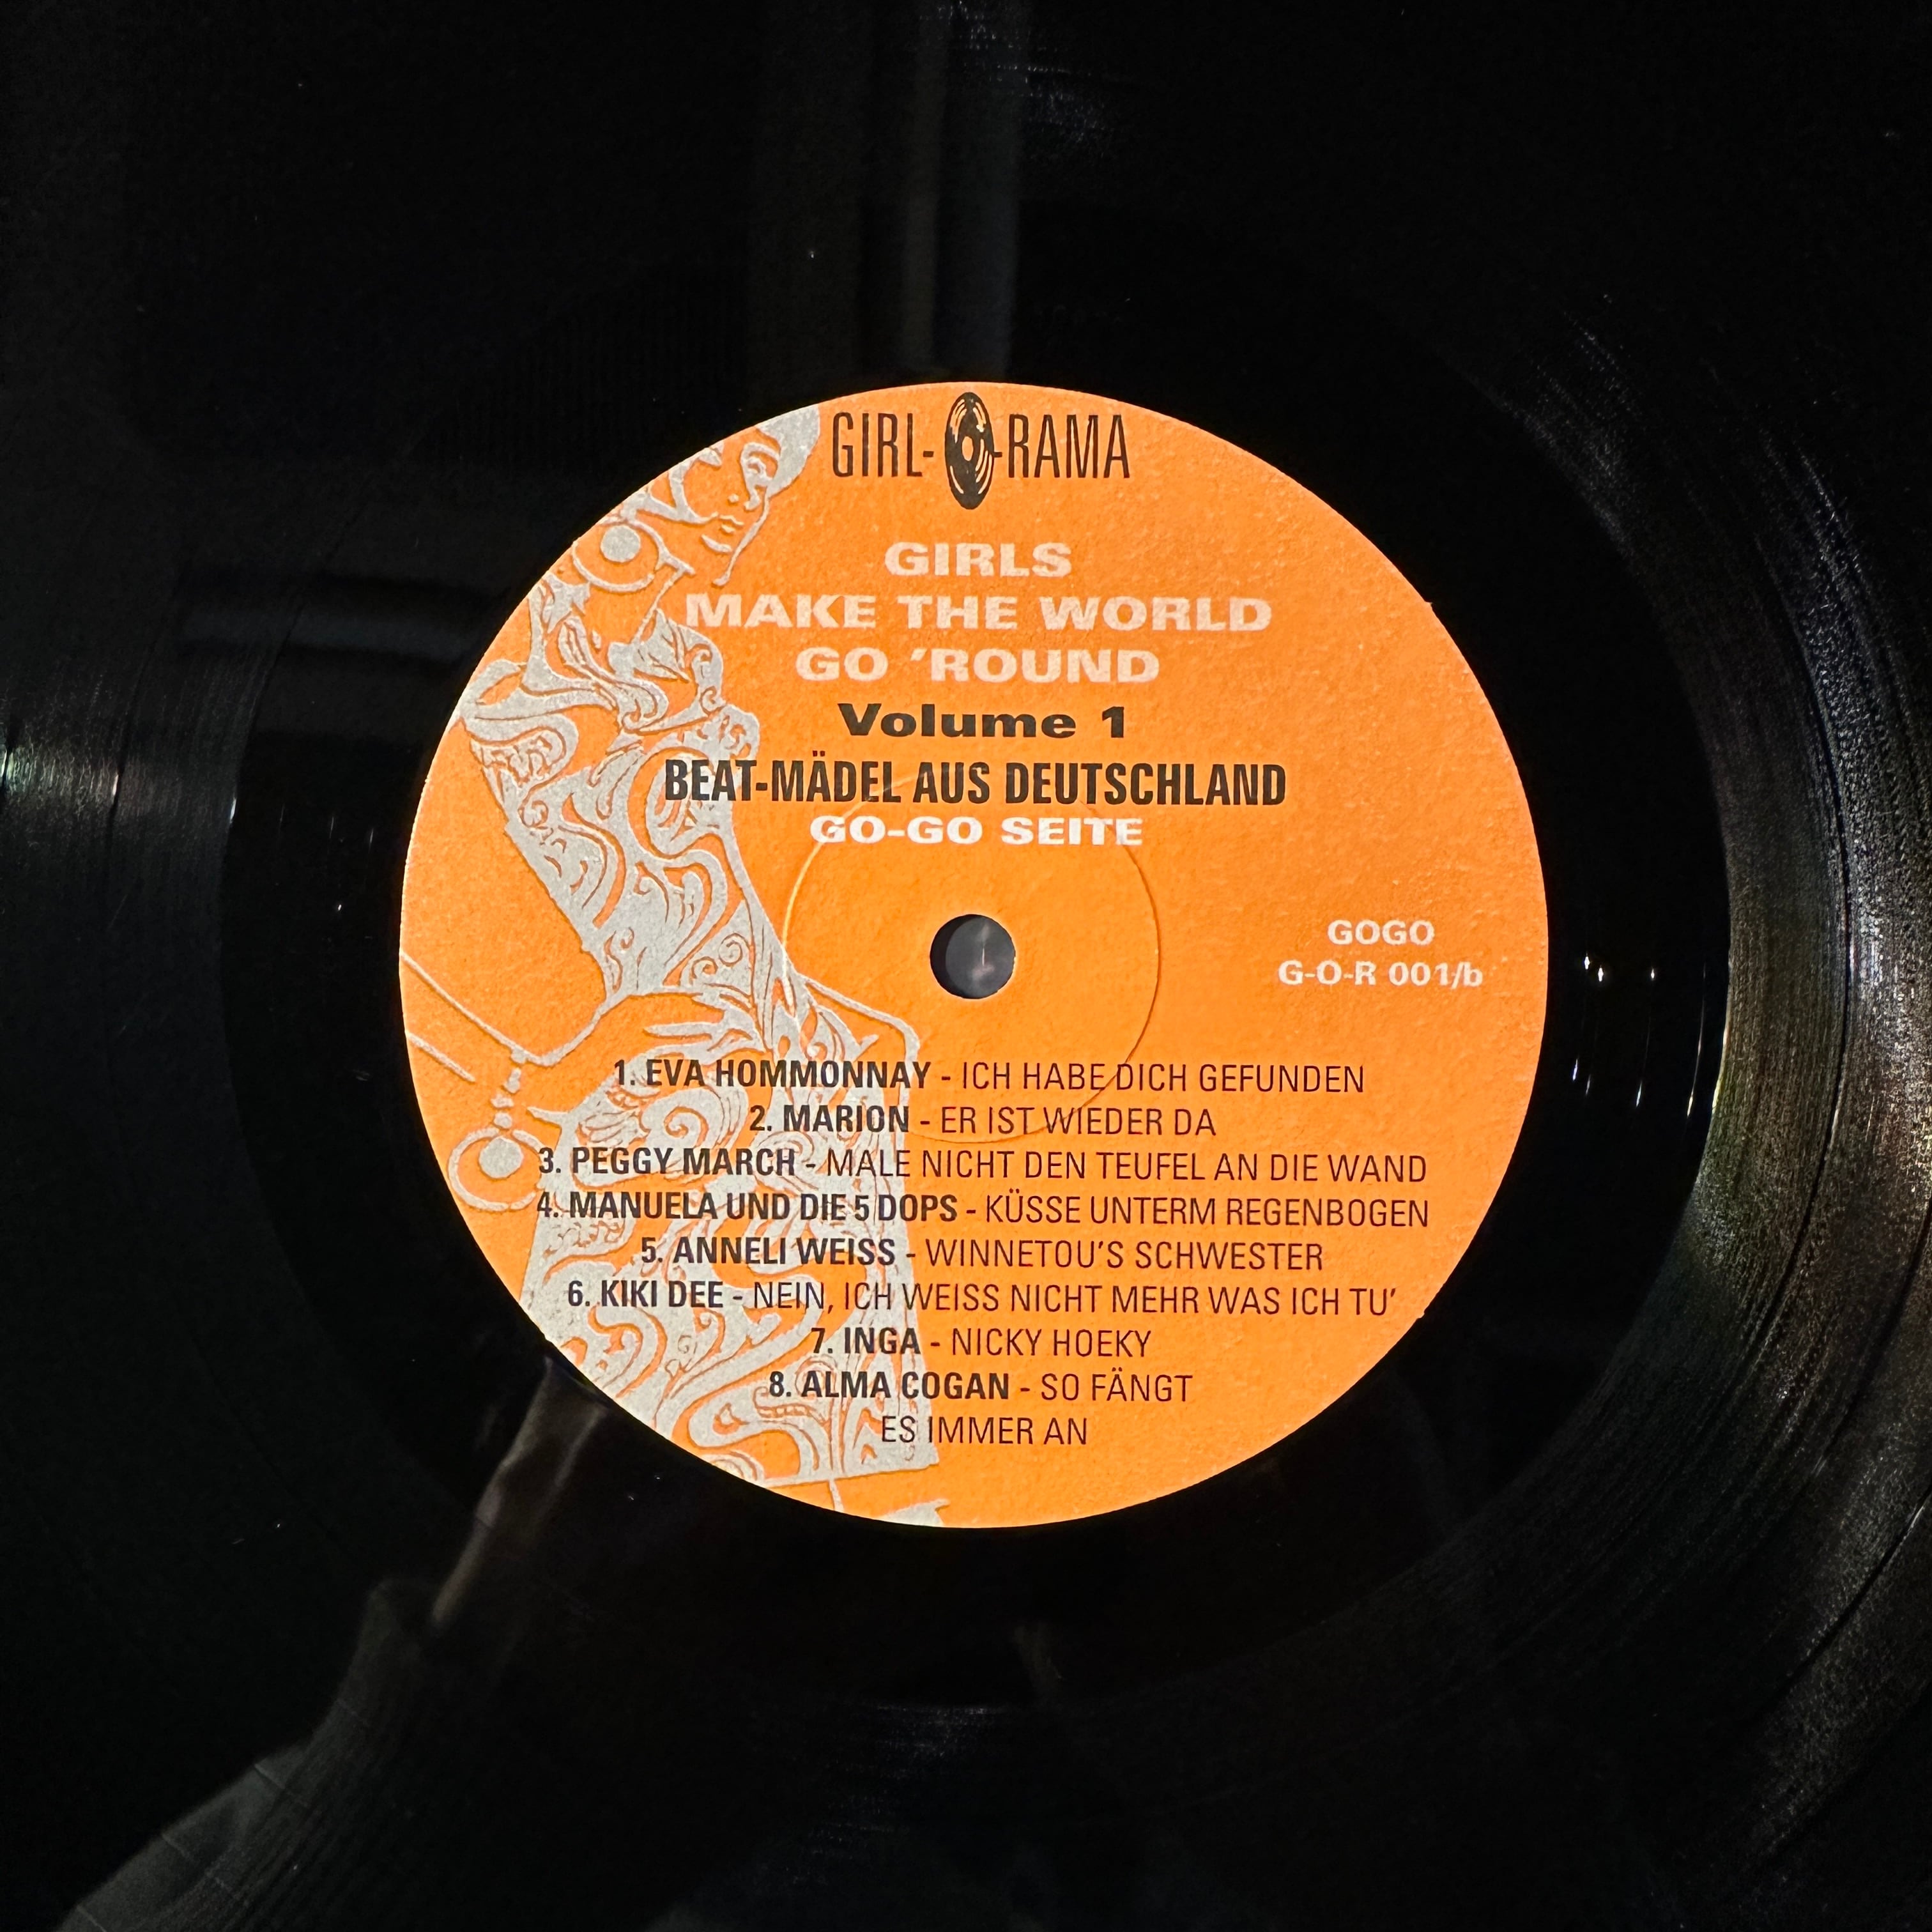 GIRL-O-RAMA
GIRLS
MAKE THE WORLD
GO 'ROUND
Volume 1
BEAT-MÄDEL AUS DEUTSCHLAND
GO-GO SEITE
GOGO
G-O-R 001/b
1. EVA HOMMONNAY - ICH HABE DICH GEFUNDEN
2. MARION - ER IST WIEDER DA
3. PEGGY MARCH - MALE NICHT DEN TEUFEL AN DIE WAND
4. MANUELA UND DIE 5 DOPS - KÜSSE UNTERM REGENBOGEN
5. ANNELI WEISS - WINNETOU'S SCHWESTER
6. KIKI DEE - NEIN, ICH WEISS NICHT MEHR WAS ICH TU'
7. INGA - NICKY HOEKY
8. ALMA COGAN - SO FÄNGT
ES IMMER AN